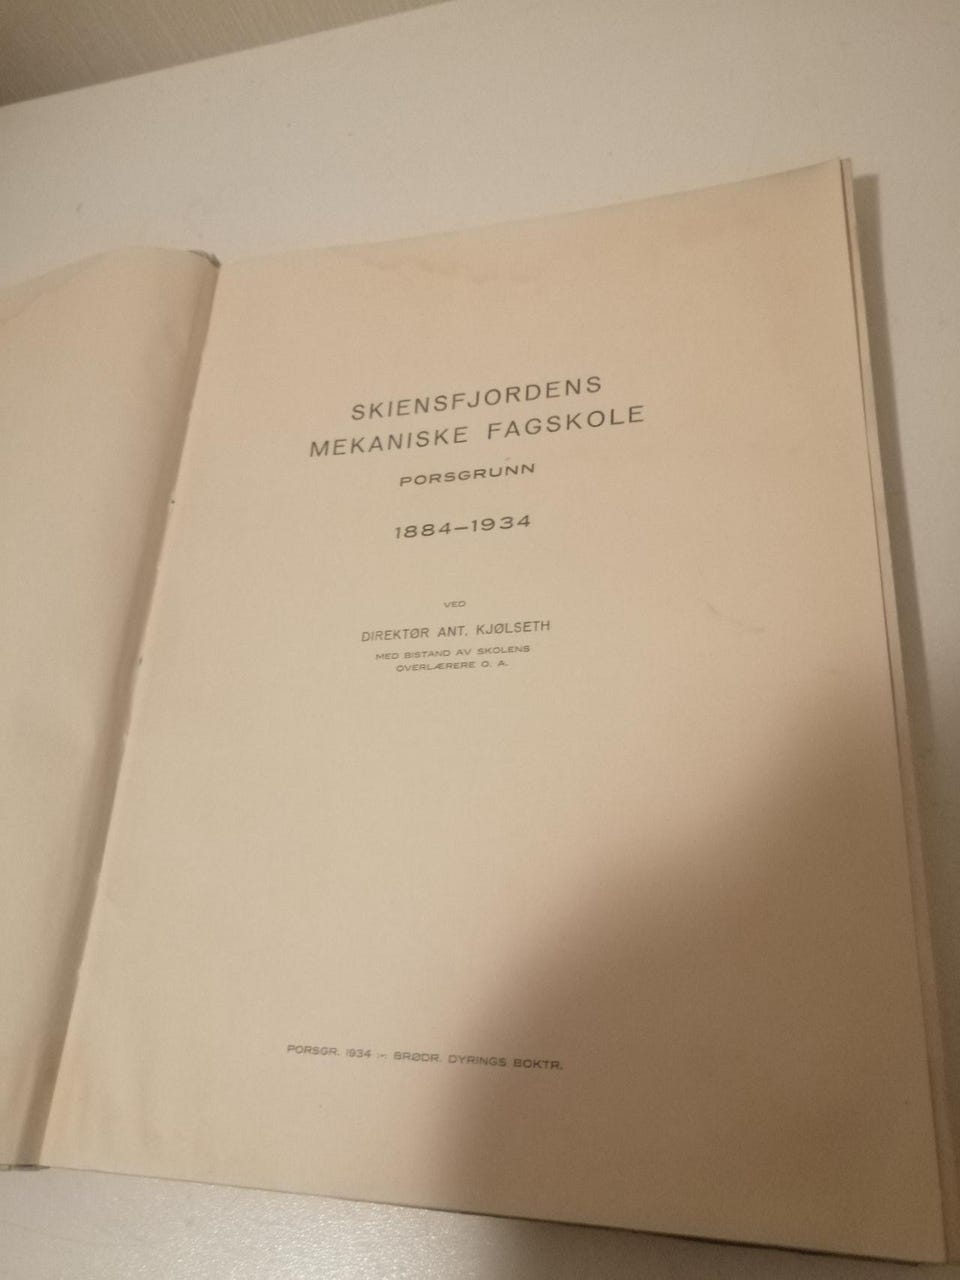 SKIENSFJORDENS
MEKANISKE FAGSKOLE
PORSGRUNN
1884—1934
VED
DIREKTØR ANT. KJØLSETH
MED BISTAND AV SKOLENS
OVERLÆRERE O. A.
PORSGR. 1934 :-: BRØDR. DYRINGS BOKTR.